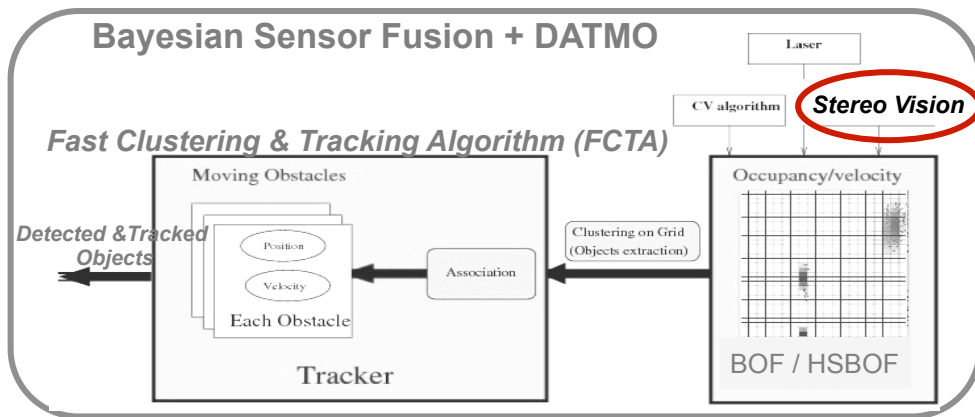 Bayesian Sensor Fusion + DATMO
Laser
CV algorithm
Stereo Vision
Fast Clustering & Tracking Algorithm (FCTA)
Moving Obstacles
Occupancy/velocity
Detected &Tracked
Objects
Position
Velocity
Each Obstacle
Association
Clustering on Grid
(Objects extraction)
Tracker
BOF / HSBOF